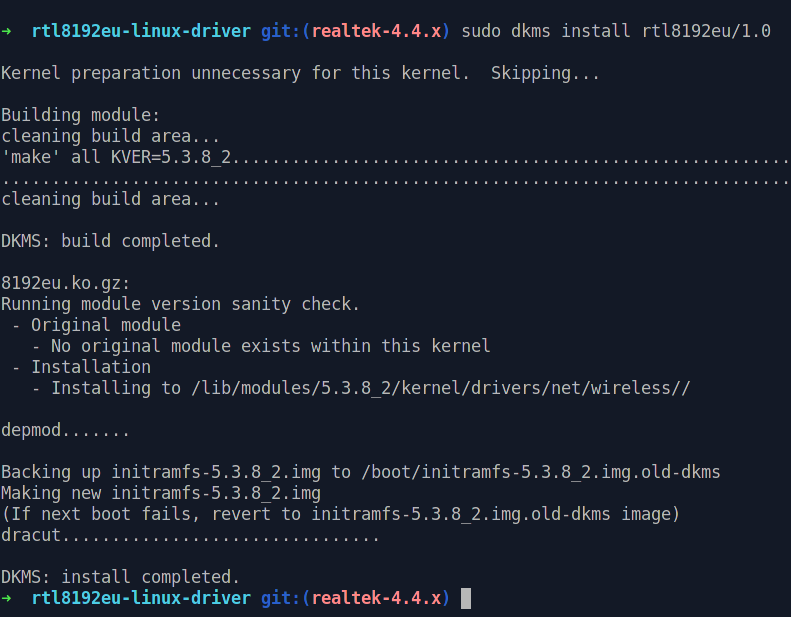 ➜  rtl8192eu-linux-driver git:(realtek-4.4.x) sudo dkms install rtl8192eu/1.0
Kernel preparation unnecessary for this kernel.  Skipping...
Building module:
cleaning build area...
'make' all KVER=5.3.8_2........................................................
...............................................................................
cleaning build area...
DKMS: build completed.
8192eu.ko.gz:
Running module version sanity check.
 - Original module
   - No original module exists within this kernel
 - Installation
   - Installing to /lib/modules/5.3.8_2/kernel/drivers/net/wireless//
depmod.......
Backing up initramfs-5.3.8_2.img to /boot/initramfs-5.3.8_2.img.old-dkms
Making new initramfs-5.3.8_2.img
(If next boot fails, revert to initramfs-5.3.8_2.img.old-dkms image)
dracut................................
DKMS: install completed.
➜  rtl8192eu-linux-driver git:(realtek-4.4.x)